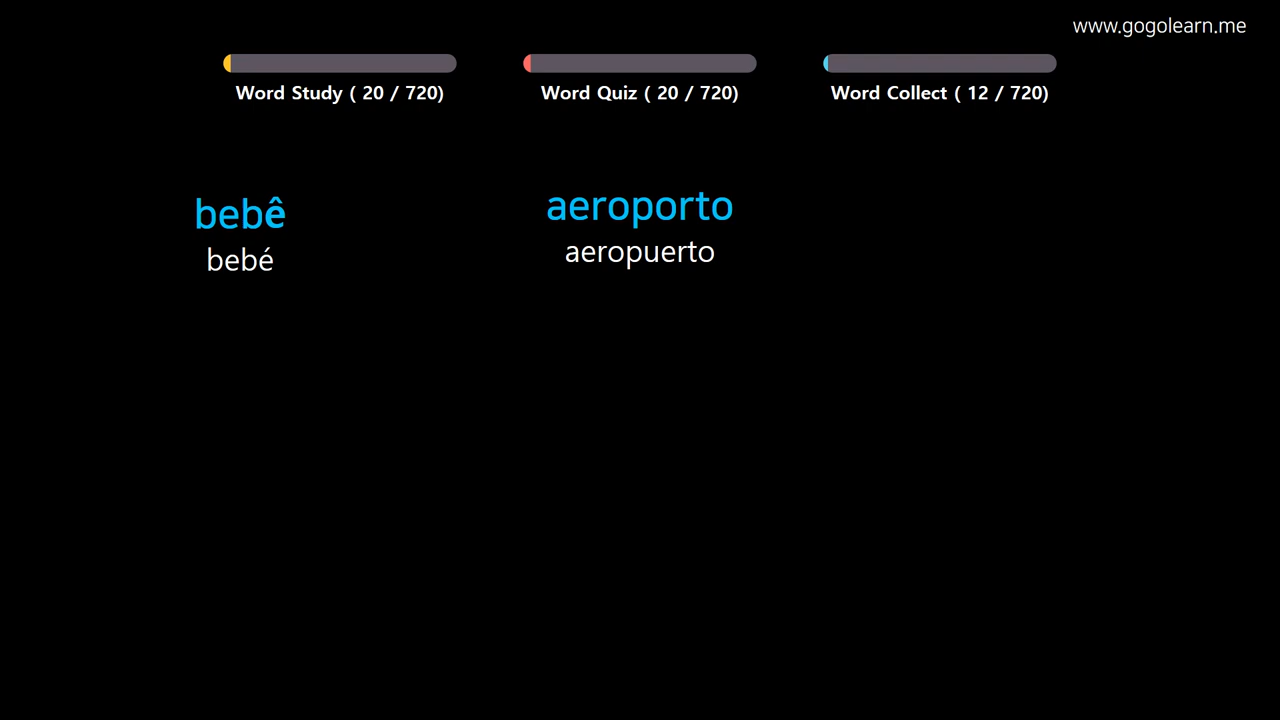 www.gogolearn.me
Word Study ( 20 / 720)
Word Quiz ( 20 / 720)
Word Collect ( 12 / 720)
bebê
bebé
aeroporto
aeropuerto